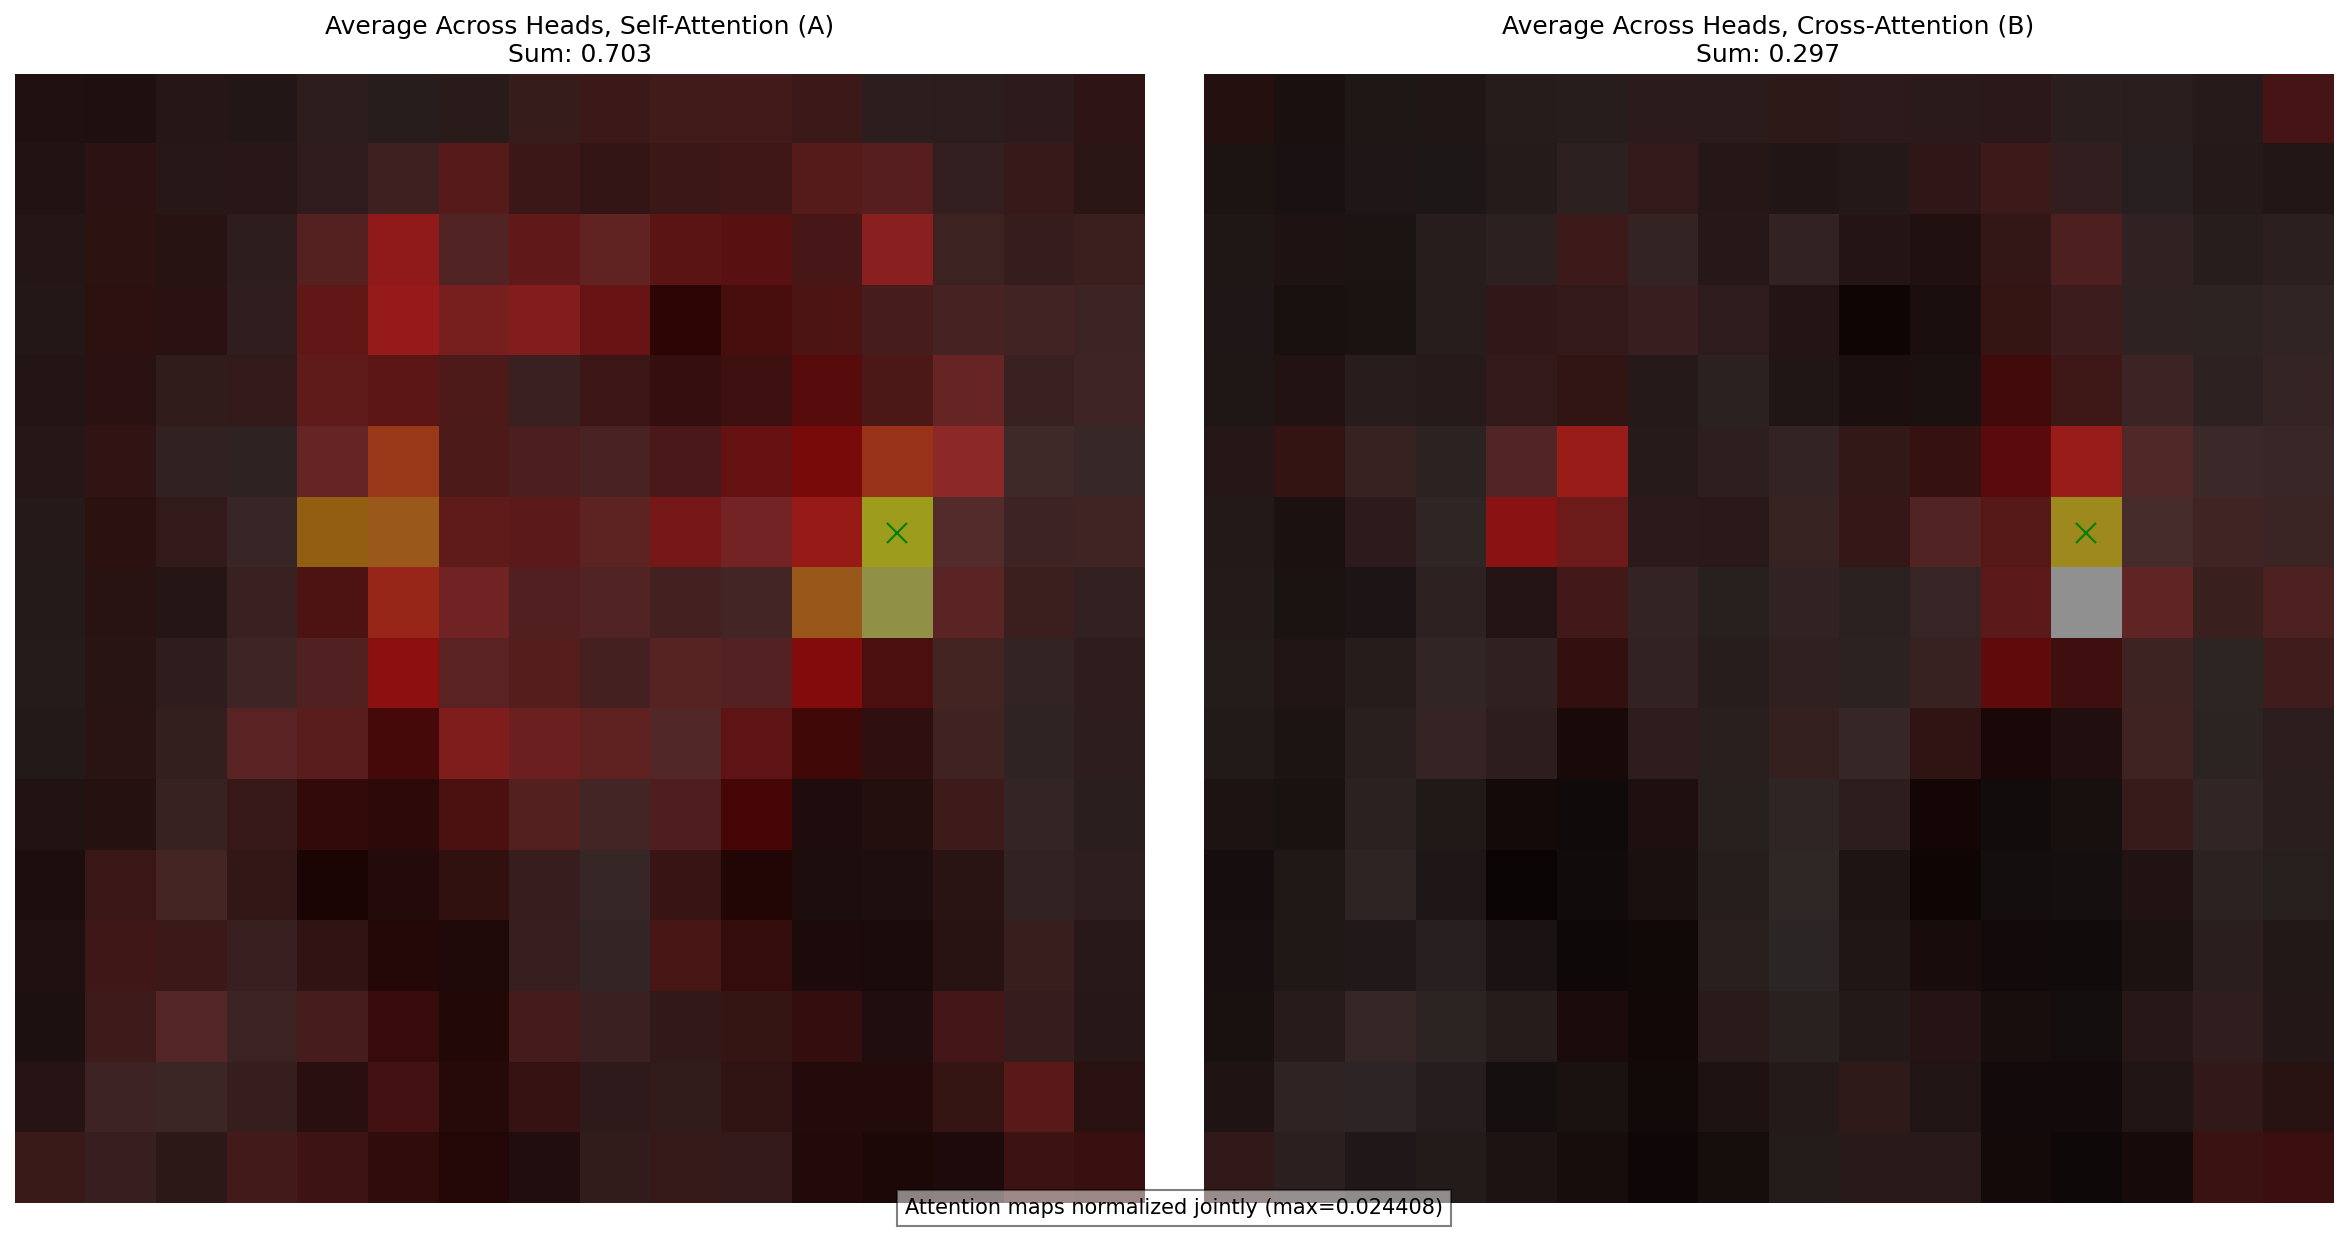 Average Across Heads, Self-Attention (A)
Sum: 0.703
Average Across Heads, Cross-Attention (B)
Sum: 0.297
Attention maps normalized jointly (max=0.024408)